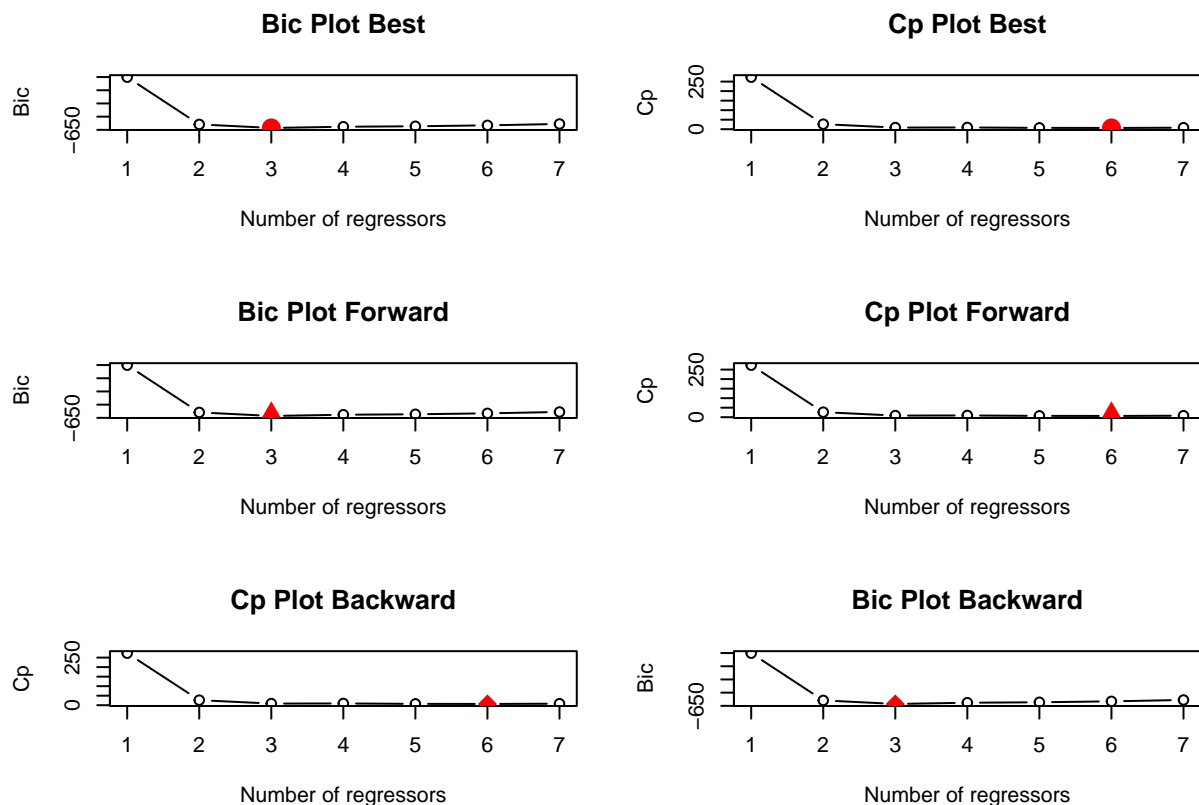 Bic Plot Best
Bic
−650
1 2 3 4 5 6 7
Number of regressors
Cp Plot Best
Cp
0 250
1 2 3 4 5 6 7
Number of regressors
Bic Plot Forward
Bic
−650
1 2 3 4 5 6 7
Number of regressors
Cp Plot Forward
Cp
0 250
1 2 3 4 5 6 7
Number of regressors
Cp Plot Backward
Cp
0 250
1 2 3 4 5 6 7
Number of regressors
Bic Plot Backward
Bic
−650
1 2 3 4 5 6 7
Number of regressors